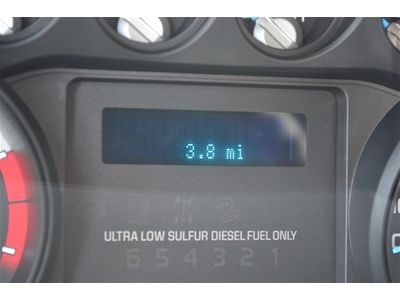 3.8 mi
ULTRA LOW SULFUR DIESEL FUEL ONLY
6 5 4 3 2 1